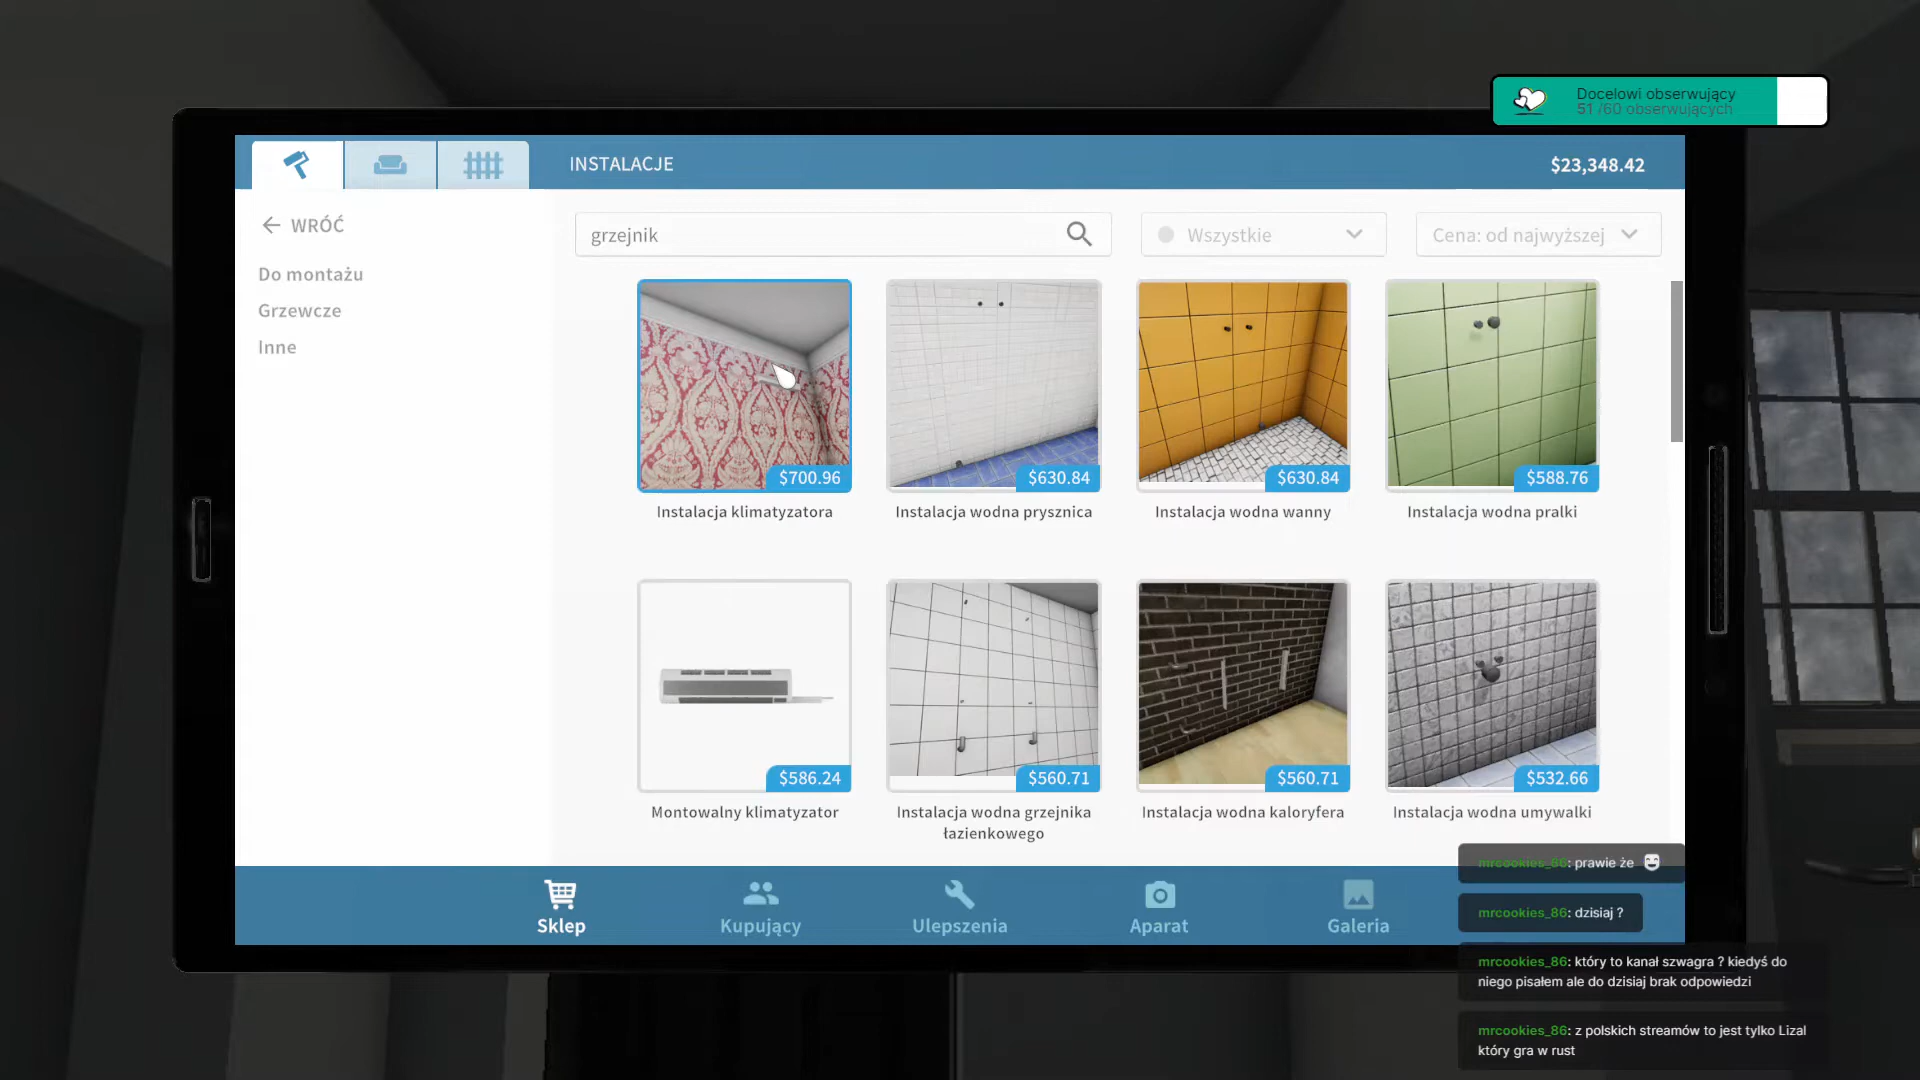 Docelowi obserwujący
51 /60 obserwujących
INSTALACJE
$23,348.42
WRÓĆ
grzejnik
Wszystkie
Cena: od najwyższej
Do montażu
Grzewcze
Inne
$700.96
$630.84
$630.84
$588.76
Instalacja klimatyzatora
Instalacja wodna prysznica
Instalacja wodna wanny
Instalacja wodna pralki
$586.24
$560.71
$560.71
$532.66
Montowalny klimatyzator
Instalacja wodna grzejnika
łazienkowego
Instalacja wodna kaloryfera
Instalacja wodna umywalki
Sklep
Kupujący
Ulepszenia
Aparat
Galeria
mrcookies_86: prawie że
mrcookies_86: dzisiaj ?
mrcookies_86: który to kanał szwagra ? kiedyś do
niego pisałem ale do dzisiaj brak odpowiedzi
mrcookies_86: z polskich streamów to jest tylko Lizal
który gra w rust